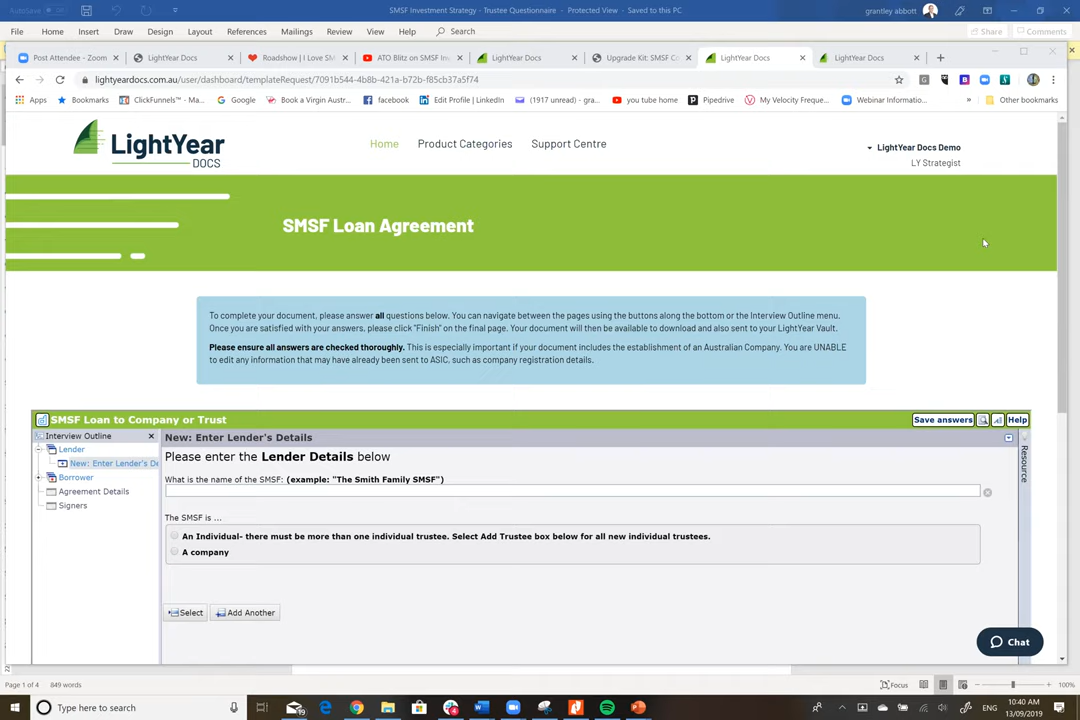 AutoSave
SMSF Investment Strategy - Trustee Questionnaire - Protected View - Saved to this PC
grantley abbott
File Home Insert Draw Design Layout References Mailings Review View Help Search
Share Comments
Post Attendee - Zoom
LightYear Docs
Roadshow | I Love SM
ATO Blitz on SMSF In
LightYear Docs
Upgrade Kit: SMSF Co
LightYear Docs
LightYear Docs
lightyeardocs.com.au/user/dashboard/templateRequest/7091b544-4b8b-421a-b72b-f85cb37a5f74
Apps Bookmarks ClickFunnels™ - Ma... Google Book a Virgin Austr... facebook Edit Profile | LinkedIn (1917 unread) - gra... you tube home Pipedrive My Velocity Freque... Webinar Informatio... » Other bookmarks
LightYear
DOCS
Home Product Categories Support Centre
LightYear Docs Demo
LY Strategist
SMSF Loan Agreement
To complete your document, please answer all questions below. You can navigate between the pages using the buttons along the bottom or the Interview Outline menu.
Once you are satisfied with your answers, please click "Finish" on the final page. Your document will then be available to download and also sent to your LightYear Vault.
Please ensure all answers are checked thoroughly. This is especially important if your document includes the establishment of an Australian Company. You are UNABLE
to edit any information that may have already been sent to ASIC, such as company registration details.
SMSF Loan to Company or Trust
Save answers
Help
Interview Outline
Lender
New: Enter Lender's De
Borrower
Agreement Details
Signers
New: Enter Lender's Details
Please enter the Lender Details below
What is the name of the SMSF: (example: "The Smith Family SMSF")
The SMSF is ...
An Individual- there must be more than one individual trustee. Select Add Trustee box below for all new individual trustees.
A company
Select
Add Another
Resource
Chat
Page 1 of 4 849 words
Focus
100%
Type here to search
99
ENG
10:40 AM
13/09/2019